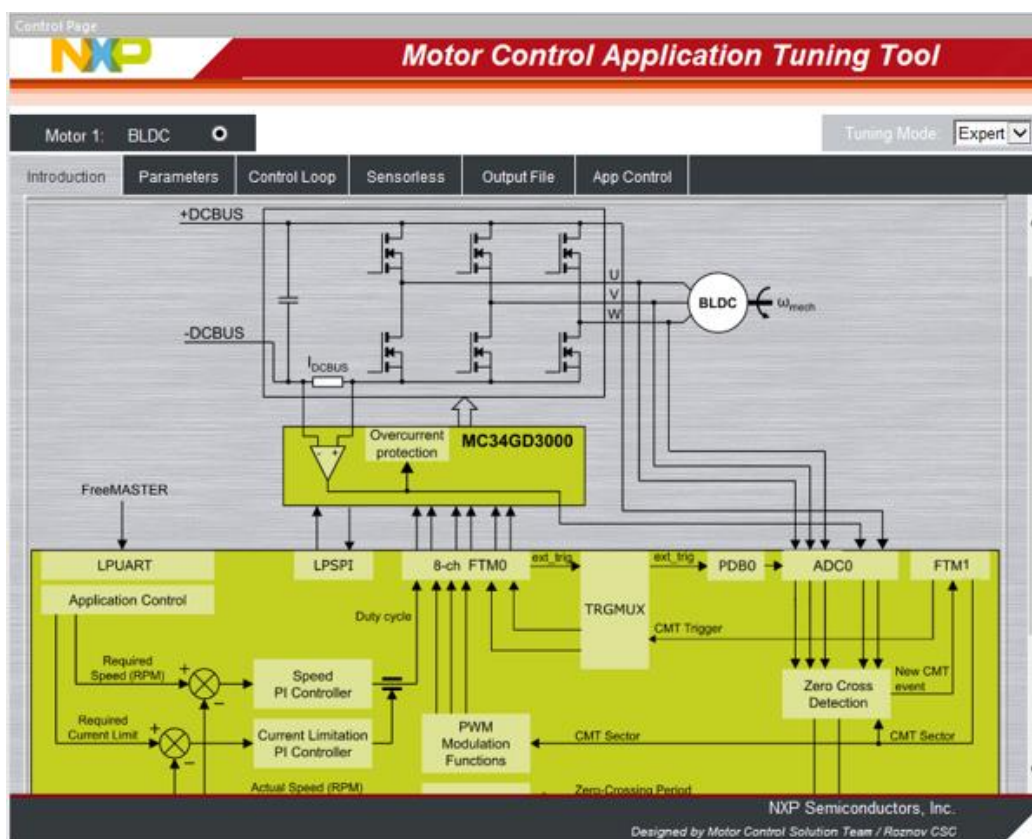 Control Page
NXP
Motor Control Application Tuning Tool
Motor 1: BLDC
Tuning Mode: Expert
Introduction Parameters Control Loop Sensorless Output File App Control
+DCBUS
U
V
W
BLDC
ωmech
-DCBUS
IDCBUS
Overcurrent
protection
MC34GD3000
- +
FreeMASTER
LPUART
LPSPI
8-ch FTM0
ext_trig
TRGMUX
ext_trig
PDB0
ADC0
FTM1
Application Control
Duty cycle
CMT Trigger
Required
Speed (RPM)
+
-
Speed
PI Controller
Zero Cross
Detection
New CMT
event
Required
Current Limit
+
-
Current Limitation
PI Controller
PWM
Modulation
Functions
CMT Sector
CMT Sector
Actual Speed (RPM)
Zero-Crossing Period
NXP Semiconductors, Inc.
Designed by Motor Control Solution Team / Roznov CSC